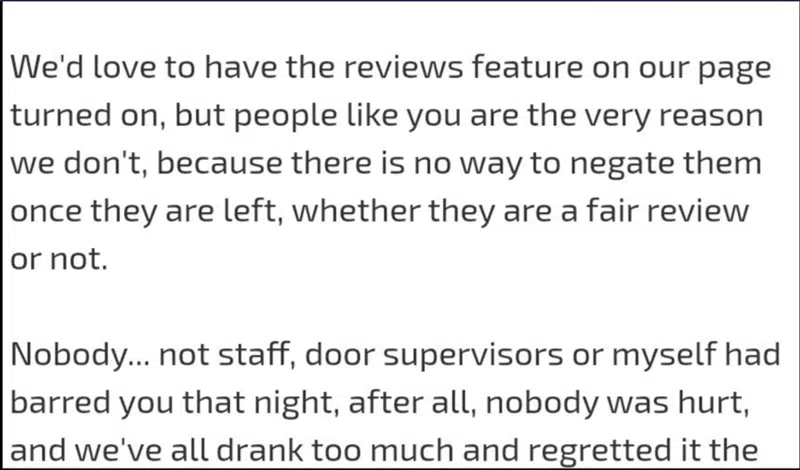 We'd love to have the reviews feature on our page
turned on, but people like you are the very reason
we don't, because there is no way to negate them
once they are left, whether they are a fair review
or not.
Nobody... not staff, door supervisors or myself had
barred you that night, after all, nobody was hurt,
and we've all drank too much and regretted it the